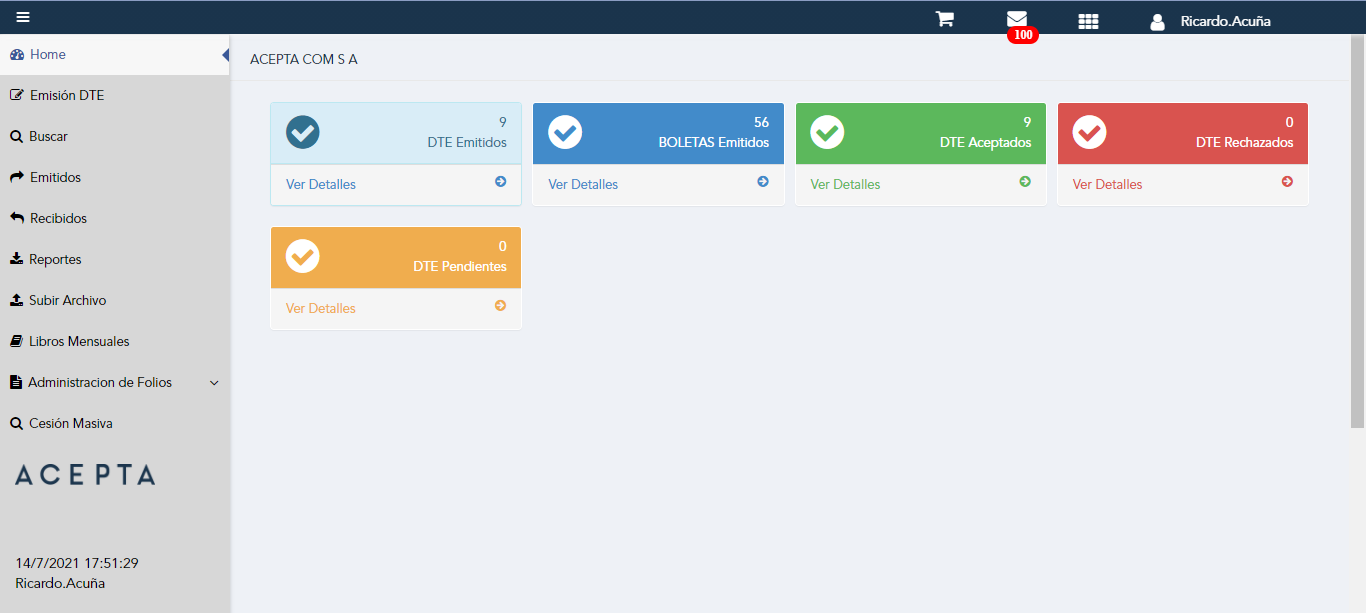 100
Ricardo.Acuña
Home
ACEPTA COM S A
Emisión DTE
Buscar
Emitidos
Recibidos
Reportes
Subir Archivo
Libros Mensuales
Administracion de Folios
Cesión Masiva
ACEPTA
14/7/2021 17:51:29
Ricardo.Acuña
9
DTE Emitidos
Ver Detalles
56
BOLETAS Emitidos
Ver Detalles
9
DTE Aceptados
Ver Detalles
0
DTE Rechazados
Ver Detalles
0
DTE Pendientes
Ver Detalles